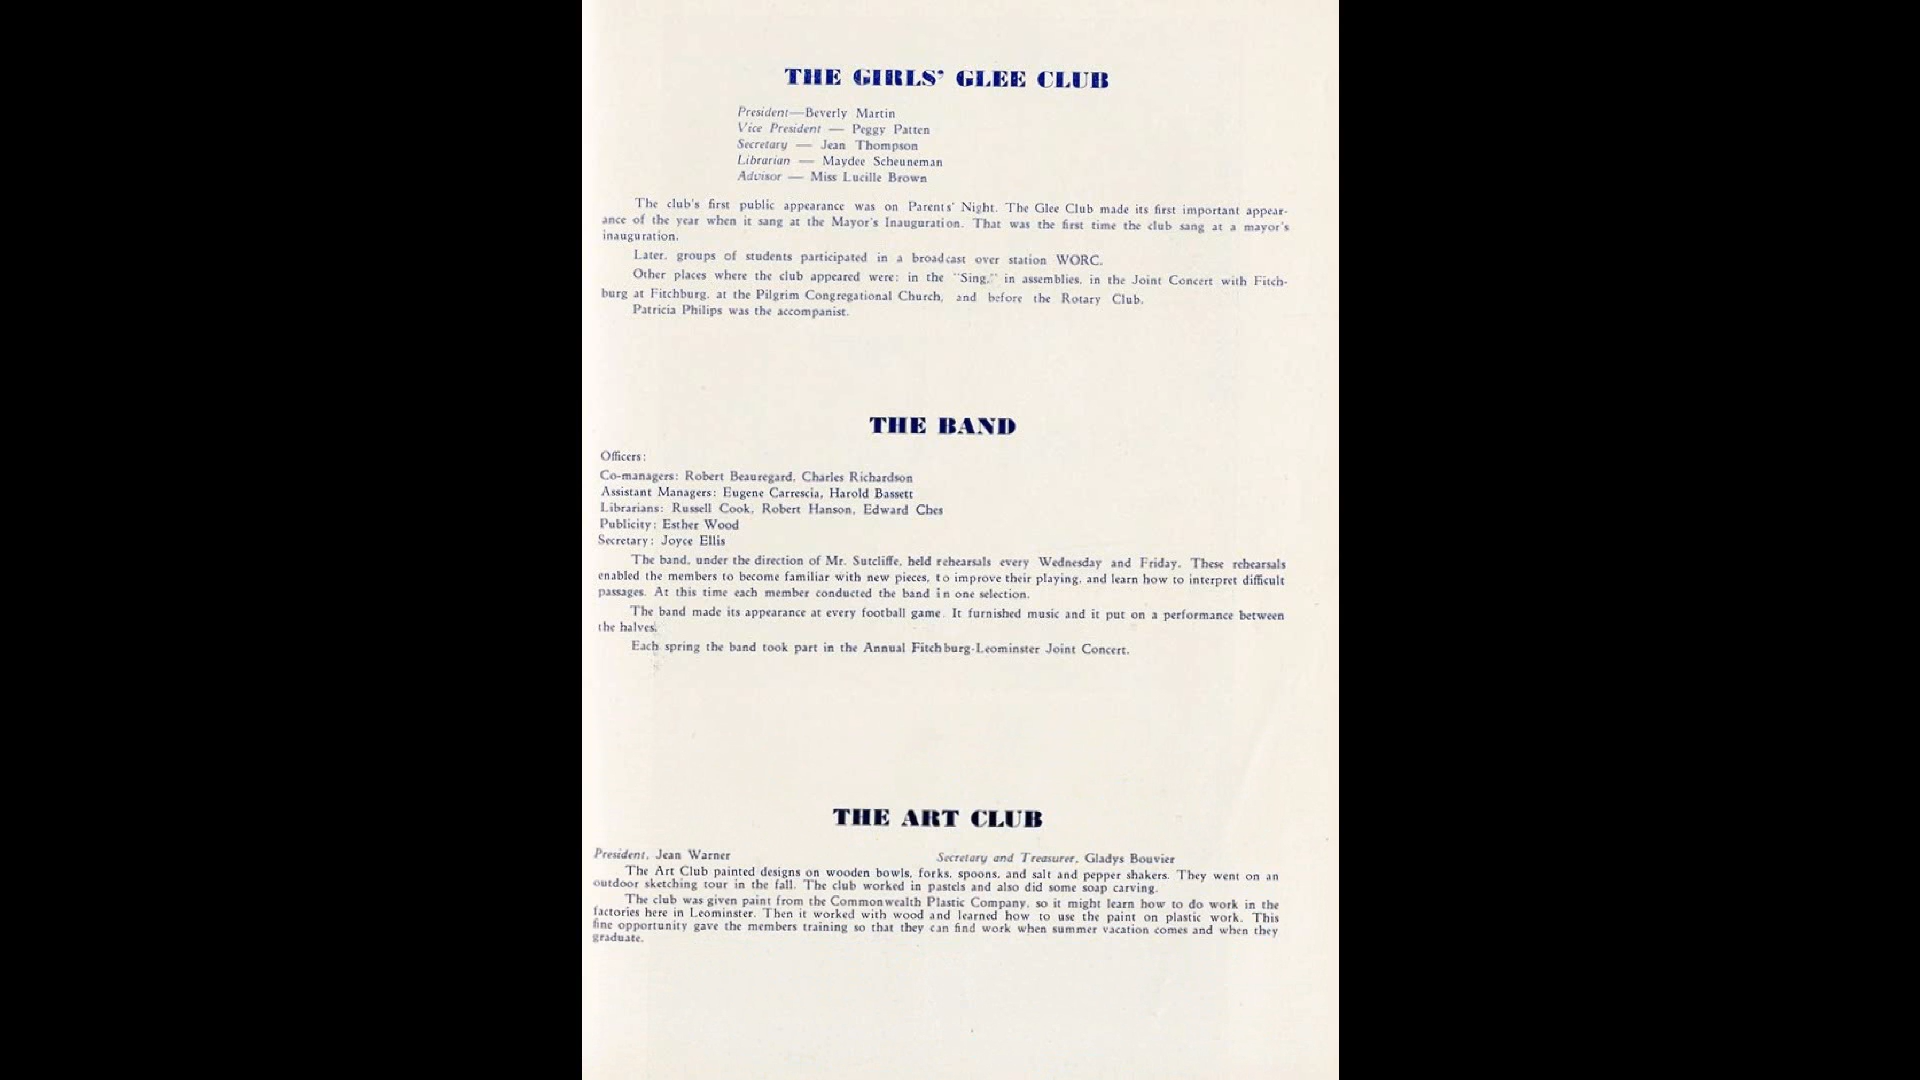 THE GIRLS' GLEE CLUB
President—Beverly Martin
Vice President — Peggy Patten
Secretary — Jean Thompson
Librarian — Maydee Scheuneman
Advisor — Miss Lucille Brown
The club's first public appearance was on Parents' Night. The Glee Club made its first important appear-
ance of the year when it sang at the Mayor's Inauguration. That was the first time the club sang at a mayor's
inauguration.
Later, groups of students participated in a broadcast over station WORC.
Other places where the club appeared were: in the "Sing," in assemblies, in the Joint Concert with Fitch-
burg at Fitchburg, at the Pilgrim Congregational Church, and before the Rotary Club.
Patricia Philips was the accompanist.
THE BAND
Officers:
Co-managers: Robert Beauregard, Charles Richardson
Assistant Managers: Eugene Carrescia, Harold Bassett
Librarians: Russell Cook, Robert Hanson, Edward Ches
Publicity: Esther Wood
Secretary: Joyce Ellis
The band, under the direction of Mr. Sutcliffe, held rehearsals every Wednesday and Friday. These rehearsals
enabled the members to become familiar with new pieces, to improve their playing, and learn how to interpret difficult
passages. At this time each member conducted the band in one selection.
The band made its appearance at every football game. It furnished music and it put on a performance between
the halves.
Each spring the band took part in the Annual Fitchburg-Leominster Joint Concert.
THE ART CLUB
President, Jean Warner Secretary and Treasurer, Gladys Bouvier
The Art Club painted designs on wooden bowls, forks, spoons, and salt and pepper shakers. They went on an
outdoor sketching tour in the fall. The club worked in pastels and also did some soap carving.
The club was given paint from the Commonwealth Plastic Company, so it might learn how to do work in the
factories here in Leominster. Then it worked with wood and learned how to use the paint on plastic work. This
fine opportunity gave the members training so that they can find work when summer vacation comes and when they
graduate.